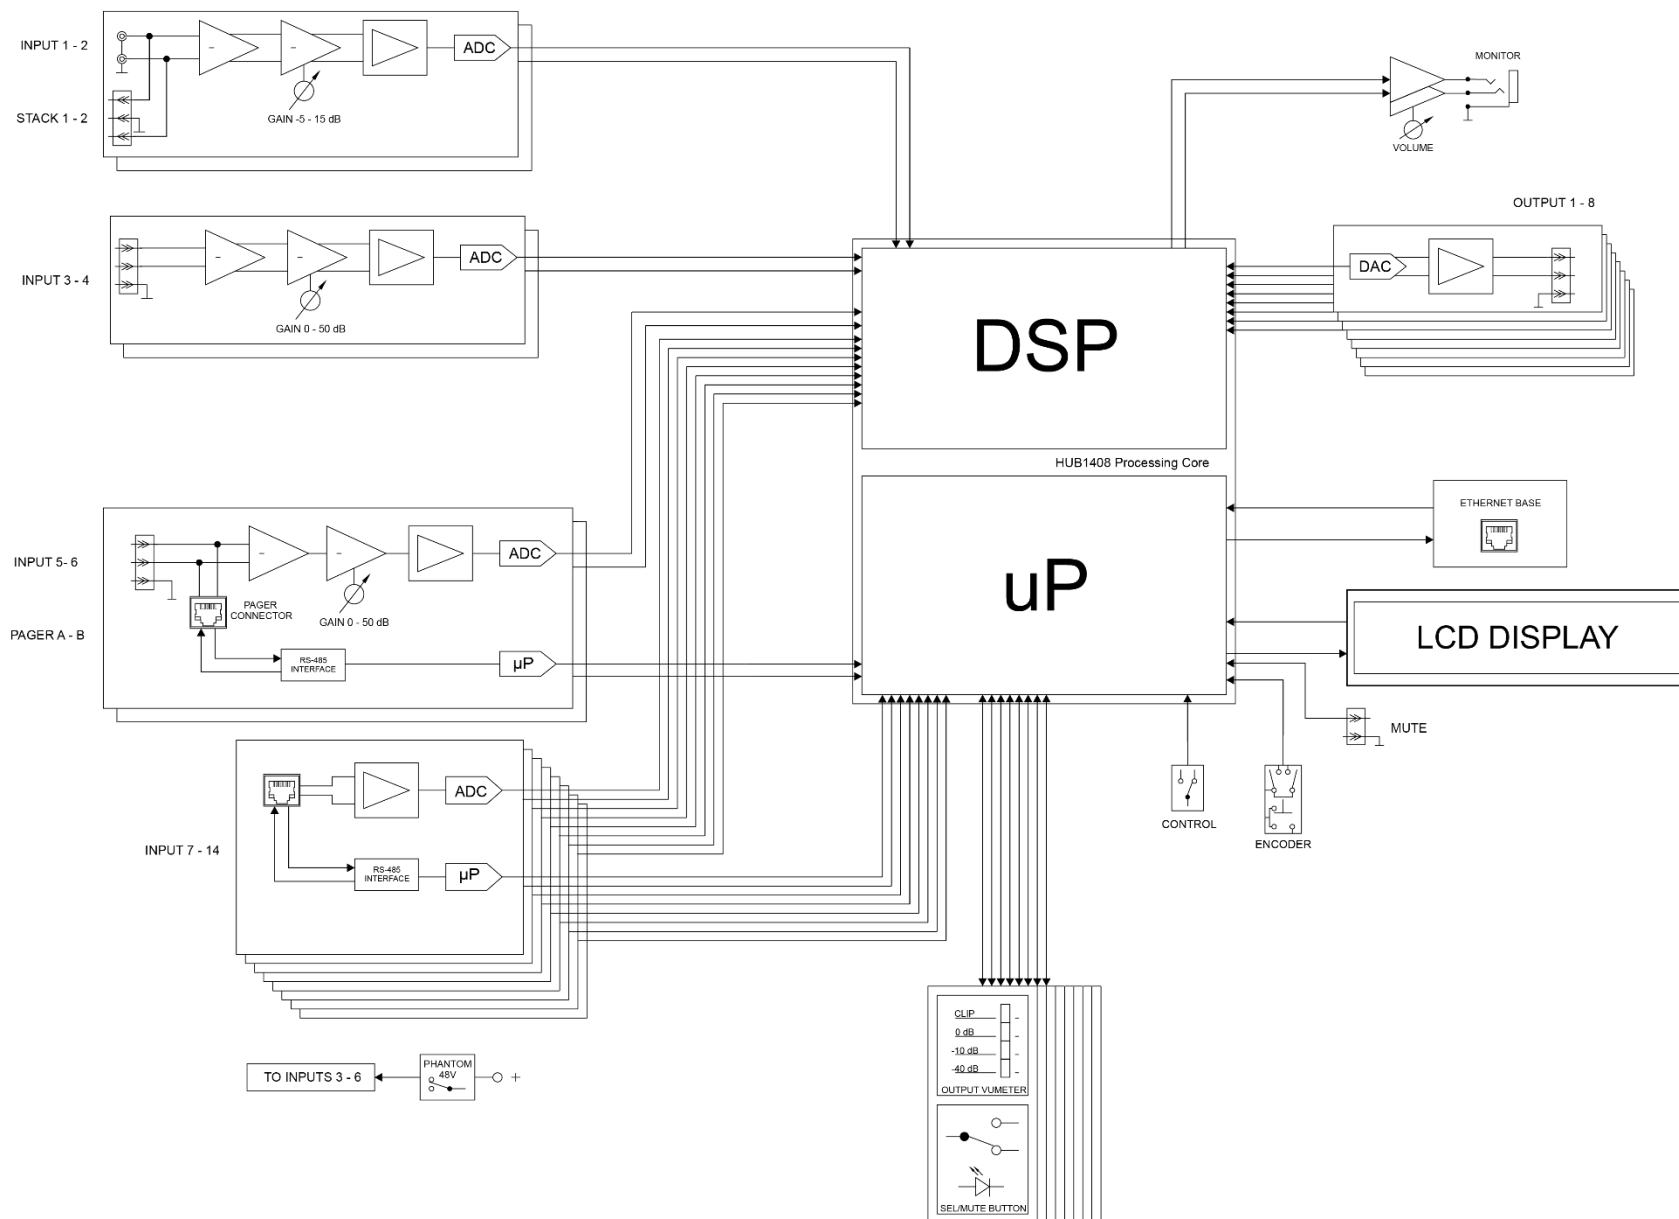 INPUT 1 - 2
ADC
GAIN -5 - 15 dB
STACK 1 - 2
MONITOR
VOLUME
INPUT 3 - 4
ADC
GAIN 0 - 50 dB
OUTPUT 1 - 8
DAC
DSP
HUB1408 Processing Core
uP
ETHERNET BASE
LCD DISPLAY
MUTE
CONTROL
ENCODER
INPUT 5- 6
ADC
PAGER
CONNECTOR
GAIN 0 - 50 dB
PAGER A - B
RS-485
INTERFACE
µP
INPUT 7 - 14
ADC
RS-485
INTERFACE
µP
TO INPUTS 3 - 6
PHANTOM
48V
+
CLIP
0 dB
-10 dB
-40 dB
OUTPUT VUMETER
SEL/MUTE BUTTON